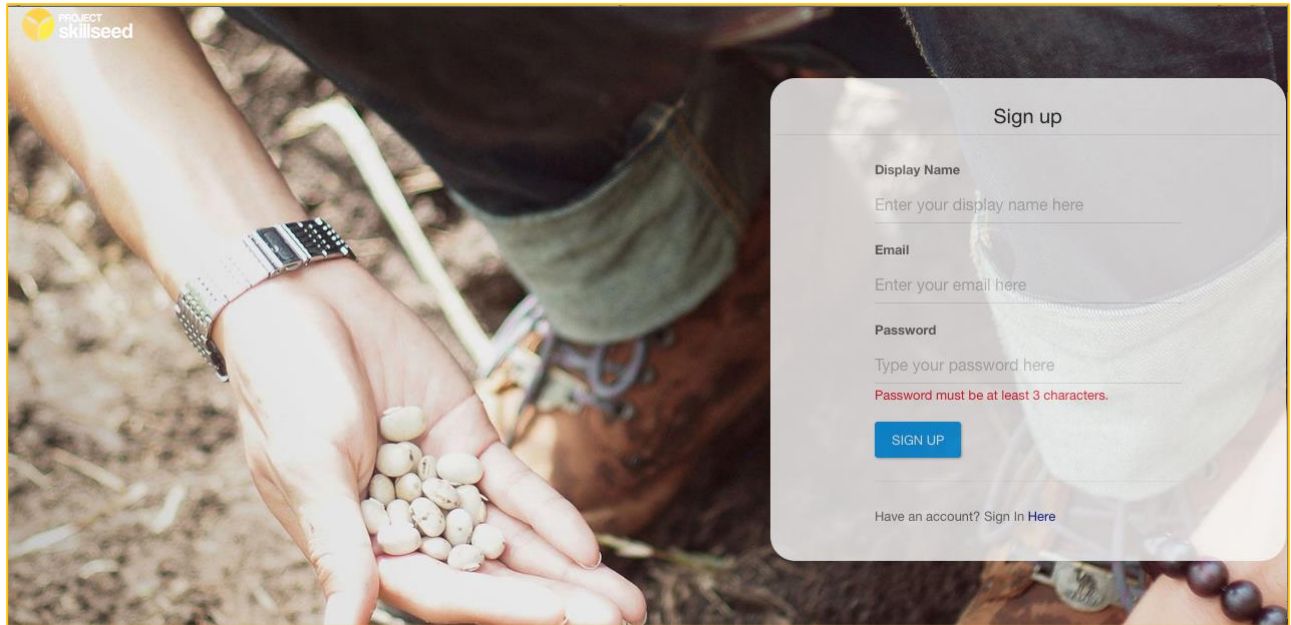 PROJECT
skillseed
Sign up
Display Name
Enter your display name here
Email
Enter your email here
Password
Type your password here
Password must be at least 3 characters.
SIGN UP
Have an account? Sign In Here